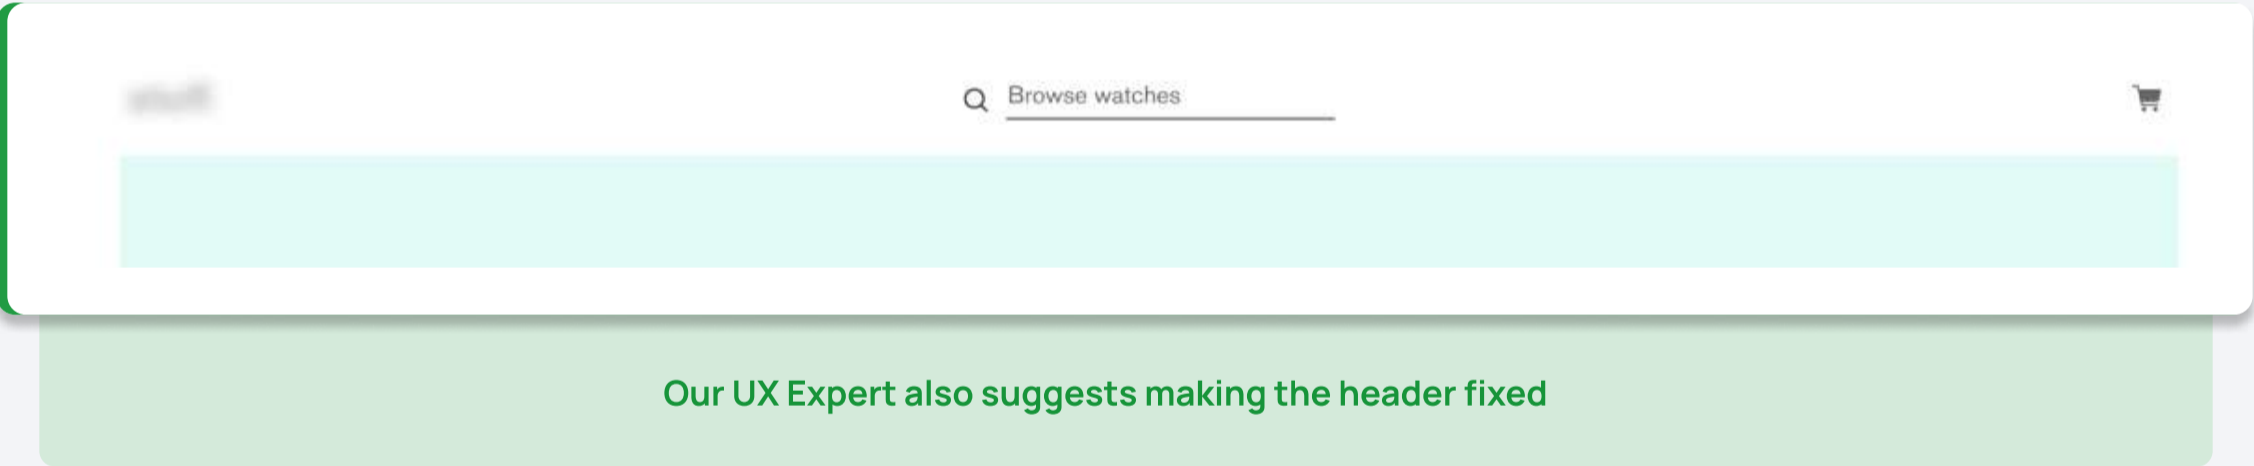 Browse watches
Our UX Expert also suggests making the header fixed